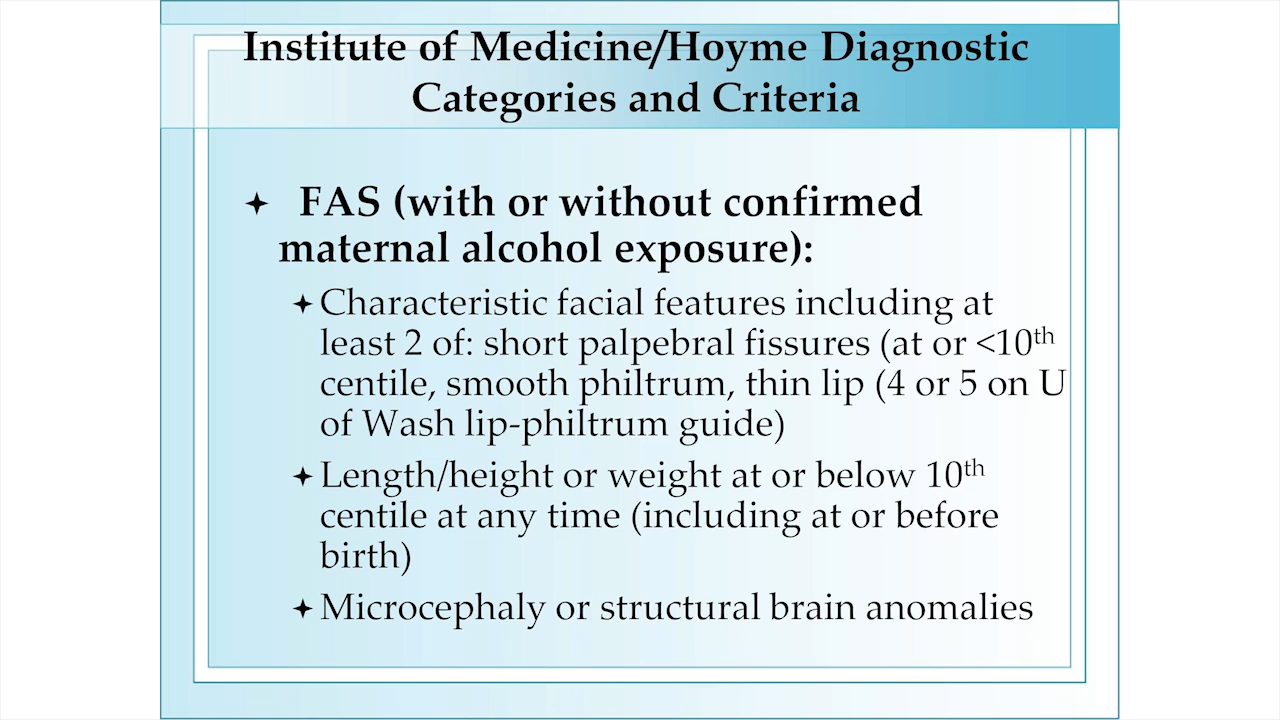 Institute of Medicine/Hoyme Diagnostic
Categories and Criteria
FAS (with or without confirmed
maternal alcohol exposure):
Characteristic facial features including at
least 2 of: short palpebral fissures (at or <10th
centile, smooth philtrum, thin lip (4 or 5 on U
of Wash lip-philtrum guide)
Length/height or weight at or below 10th
centile at any time (including at or before
birth)
Microcephaly or structural brain anomalies